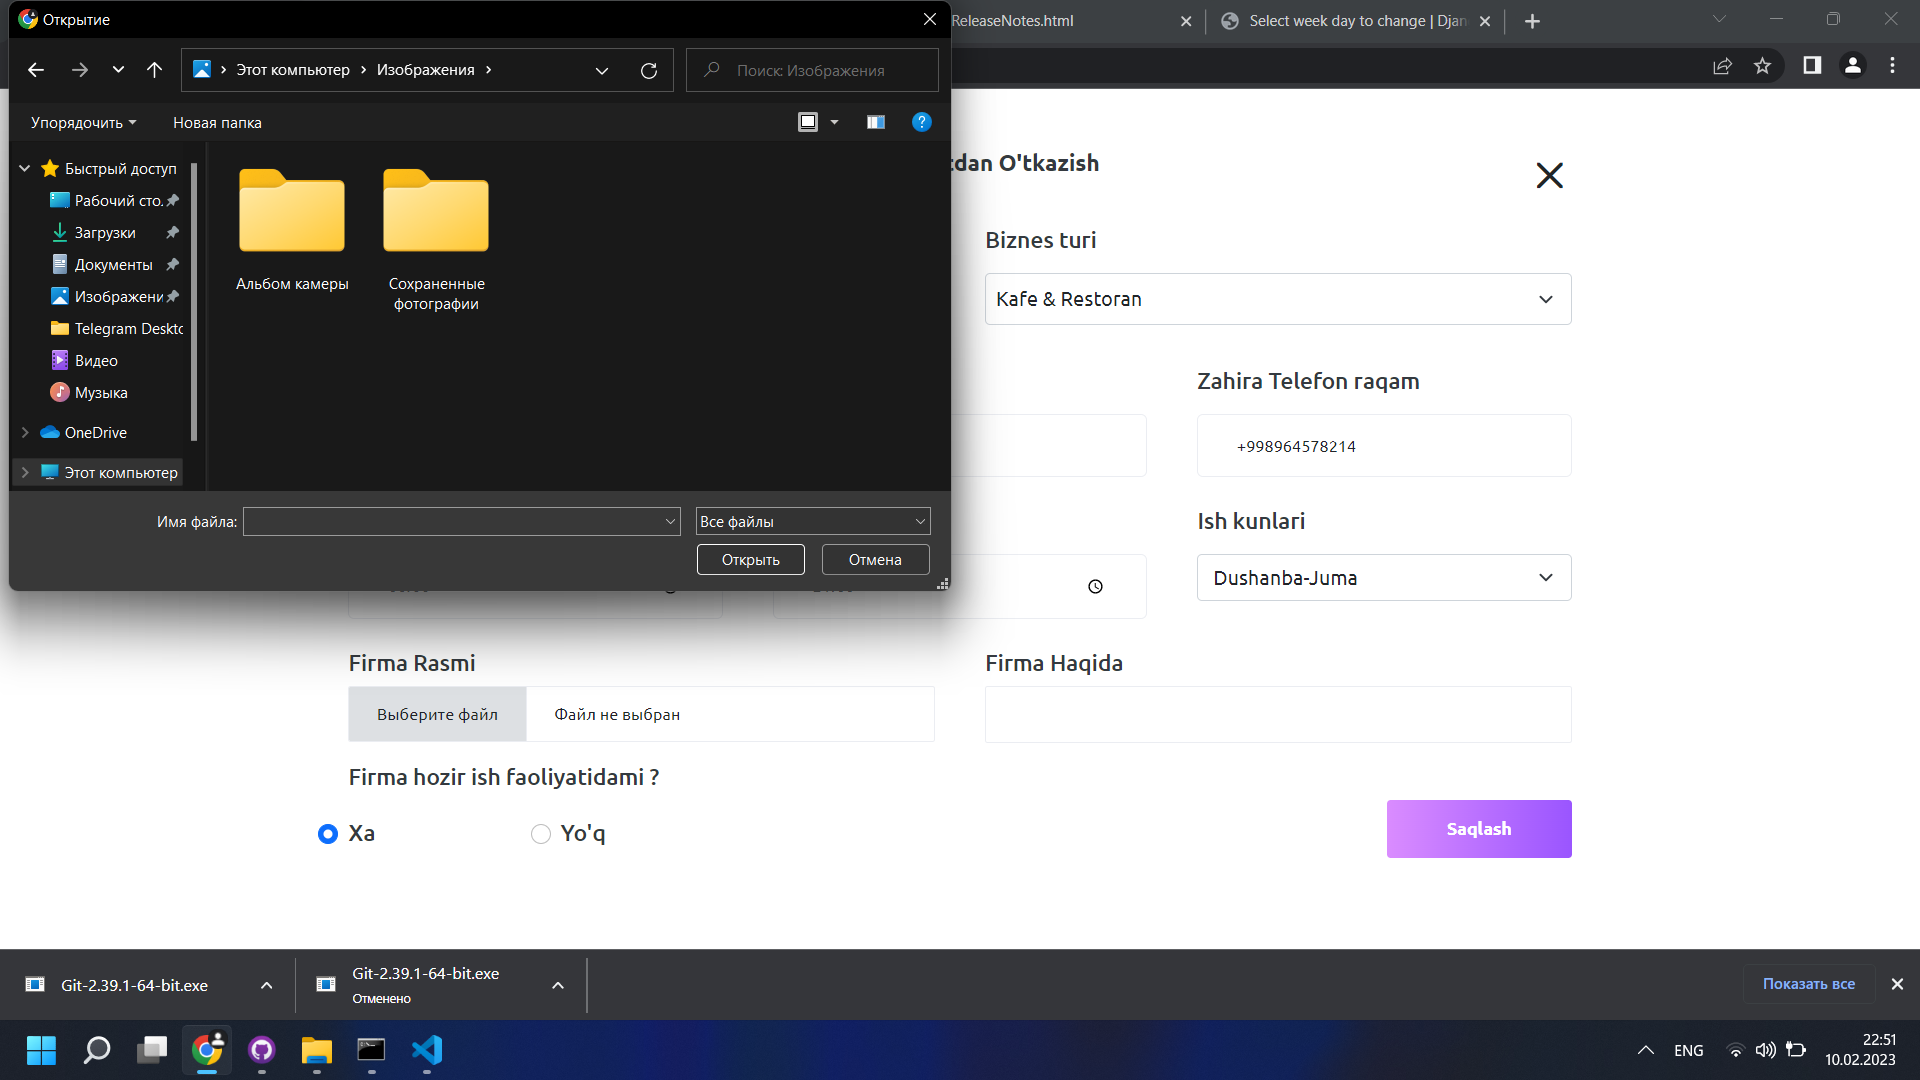 Открытие
ReleaseNotes.html
Select week day to change | Djan
Этот компьютер
Изображения
Поиск: Изображения
Упорядочить
Новая папка
Быстрый доступ
Рабочий сто.
Загрузки
Документы
Изображени
Telegram Deskto
Видео
Музыка
OneDrive
Этот компьютер
Альбом камеры
Сохраненные
фотографии
Имя файла:
Все файлы
Открыть
Отмена
tdan O'tkazish
Biznes turi
Kafe & Restoran
Zahira Telefon raqam
+998964578214
Ish kunlari
Dushanba-Juma
Firma Rasmi
Выберите файл
Файл не выбран
Firma Haqida
Firma hozir ish faoliyatidami ?
Xa
Yo'q
Saqlash
Git-2.39.1-64-bit.exe
Git-2.39.1-64-bit.exe
Отменено
Показать все
ENG
22:51
10.02.2023